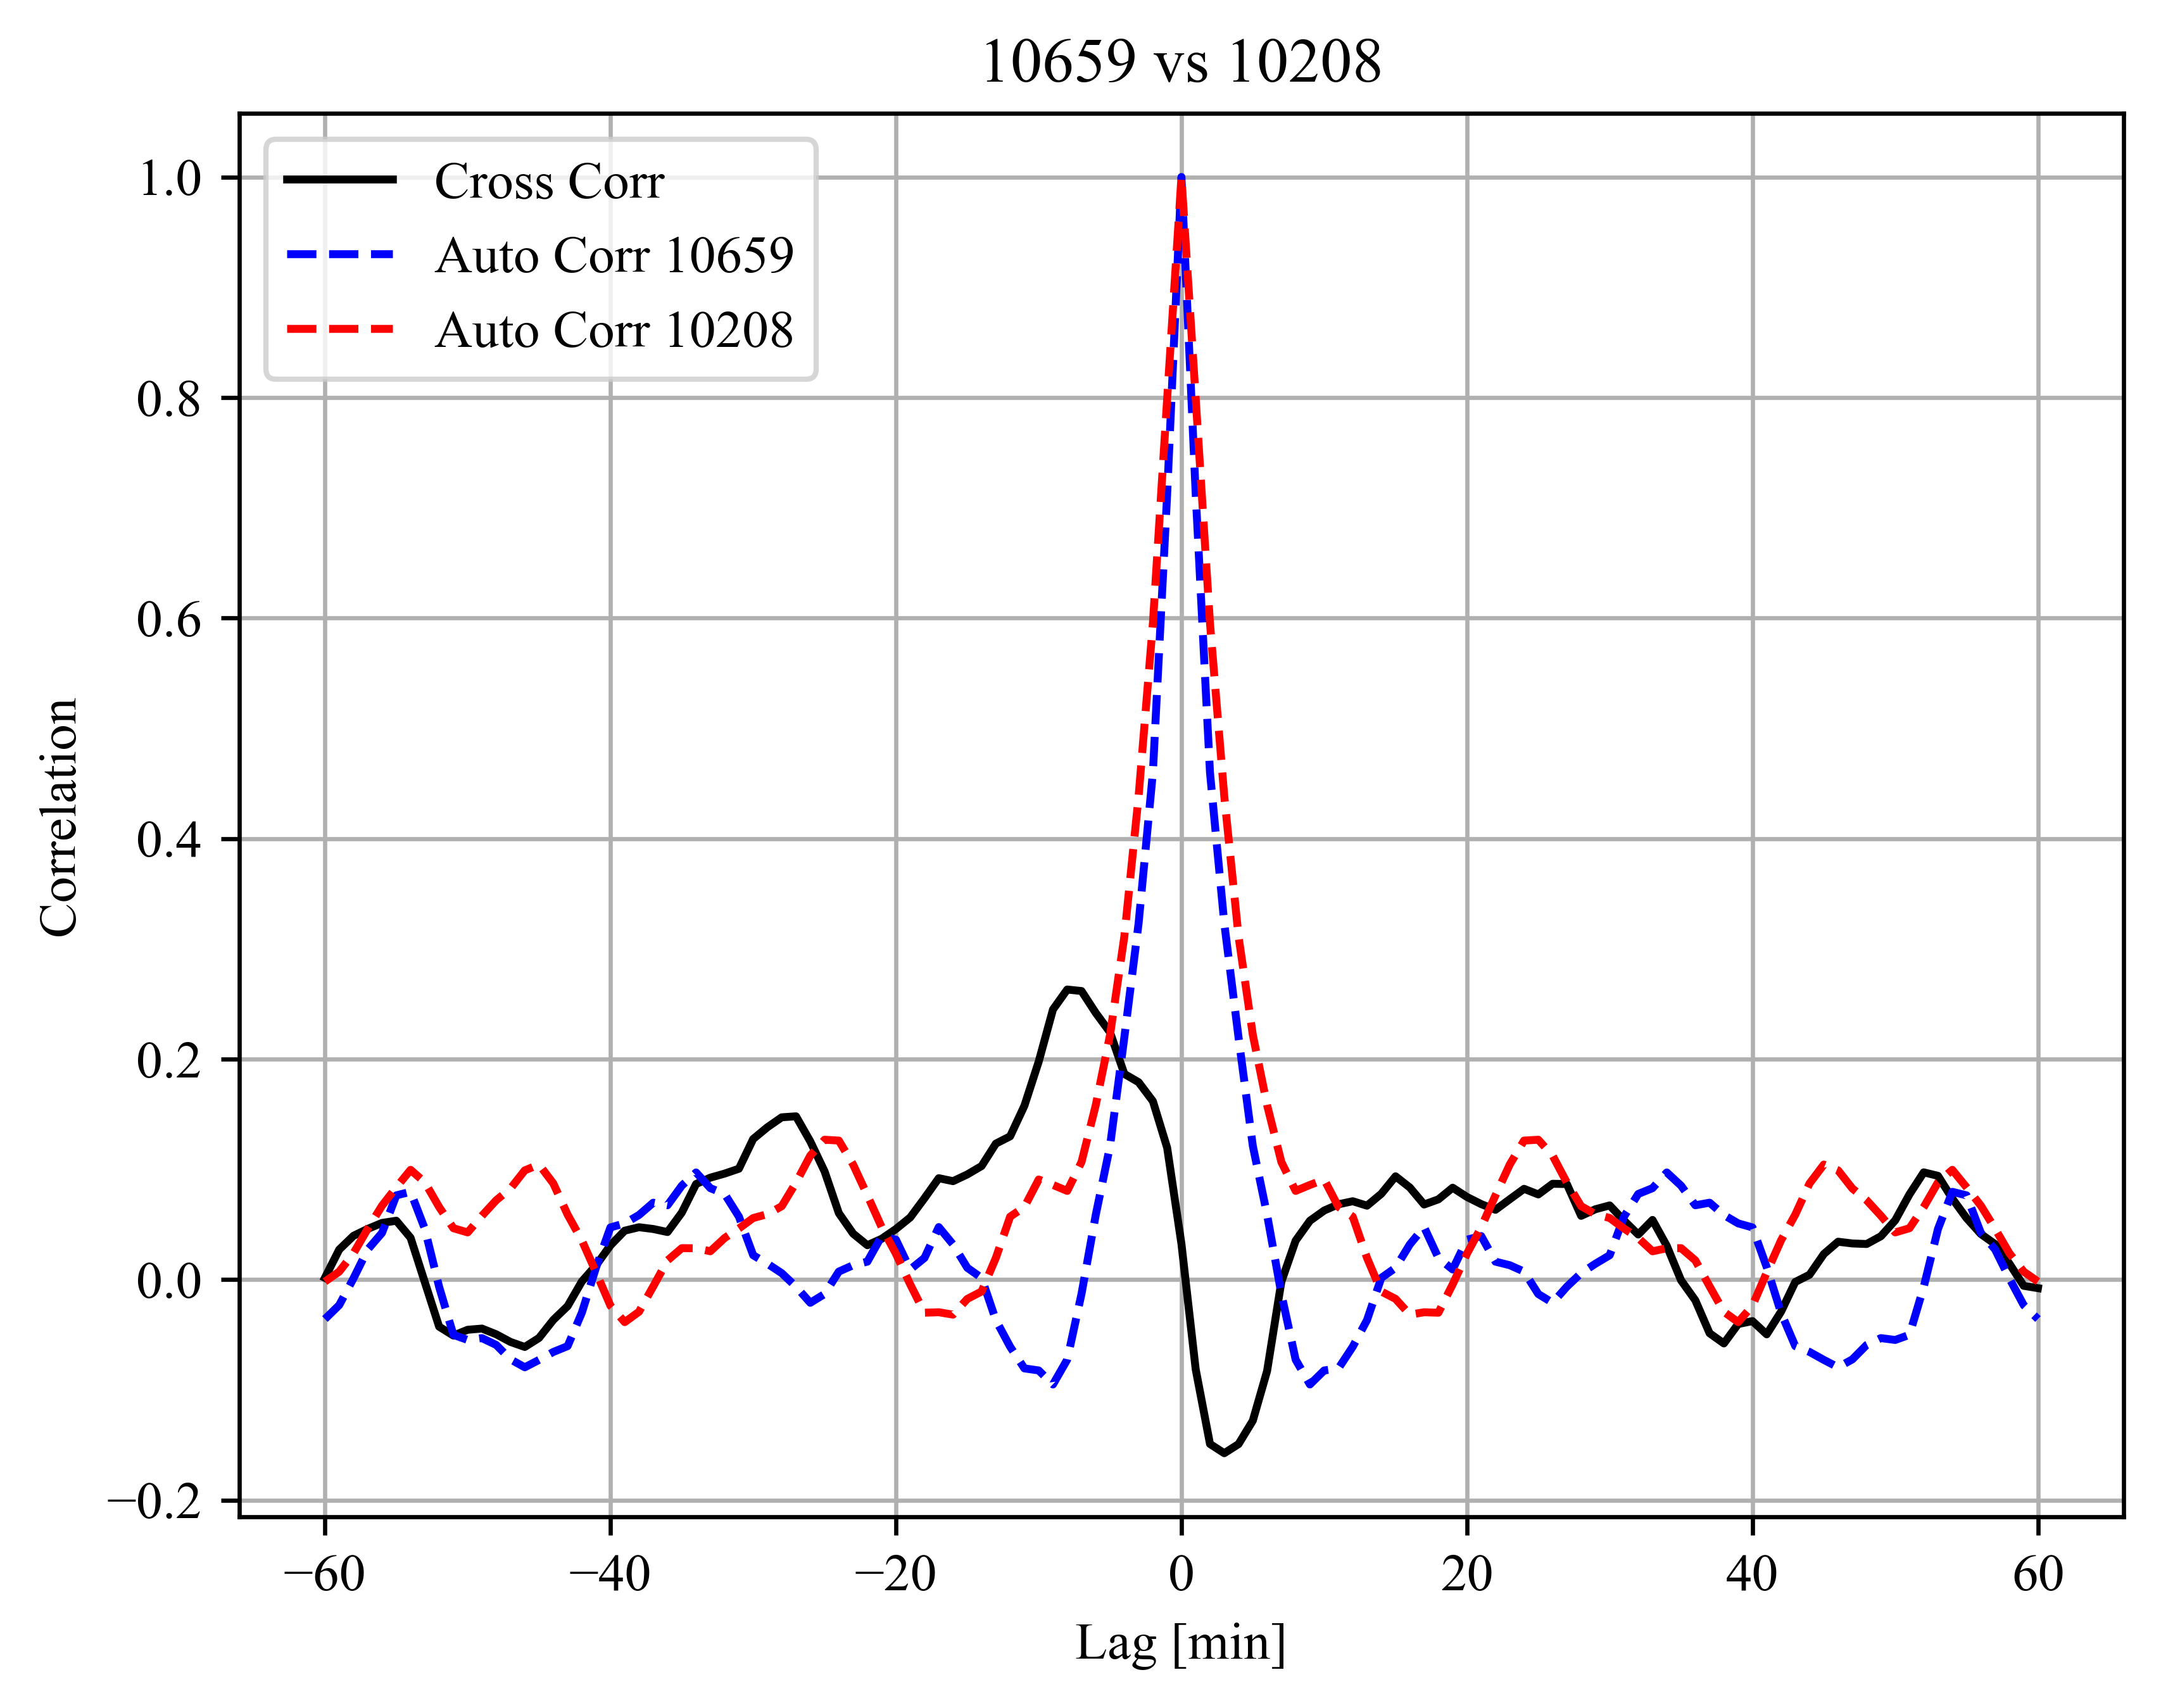 10659 vs 10208
Cross Corr
Auto Corr 10659
Auto Corr 10208
1.0
0.8
0.6
0.4
0.2
0.0
−0.2
Correlation
−60 −40 −20 0 20 40 60
Lag [min]